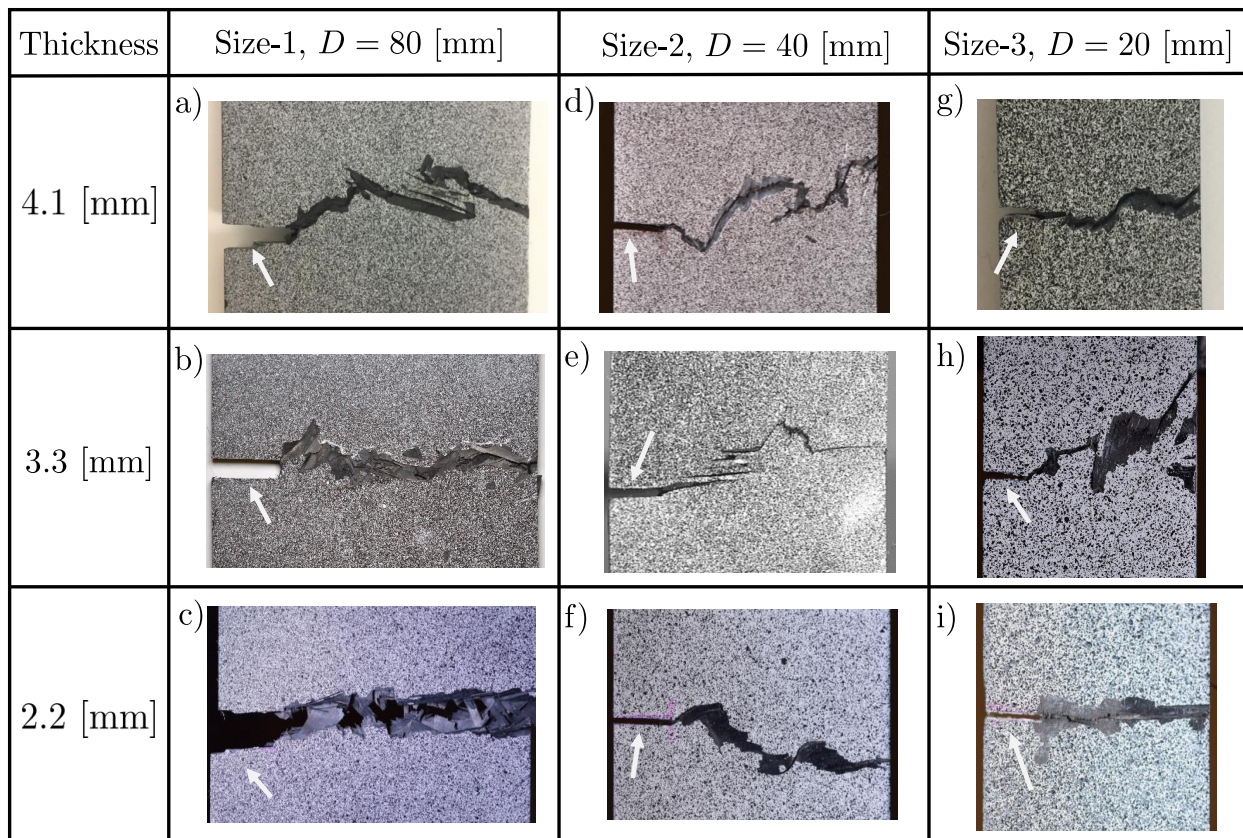 Thickness Size-1, D = 80 [mm] Size-2, D = 40 [mm] Size-3, D = 20 [mm]
a) d) g)
4.1 [mm]
b) e) h)
3.3 [mm]
c) f) i)
2.2 [mm]